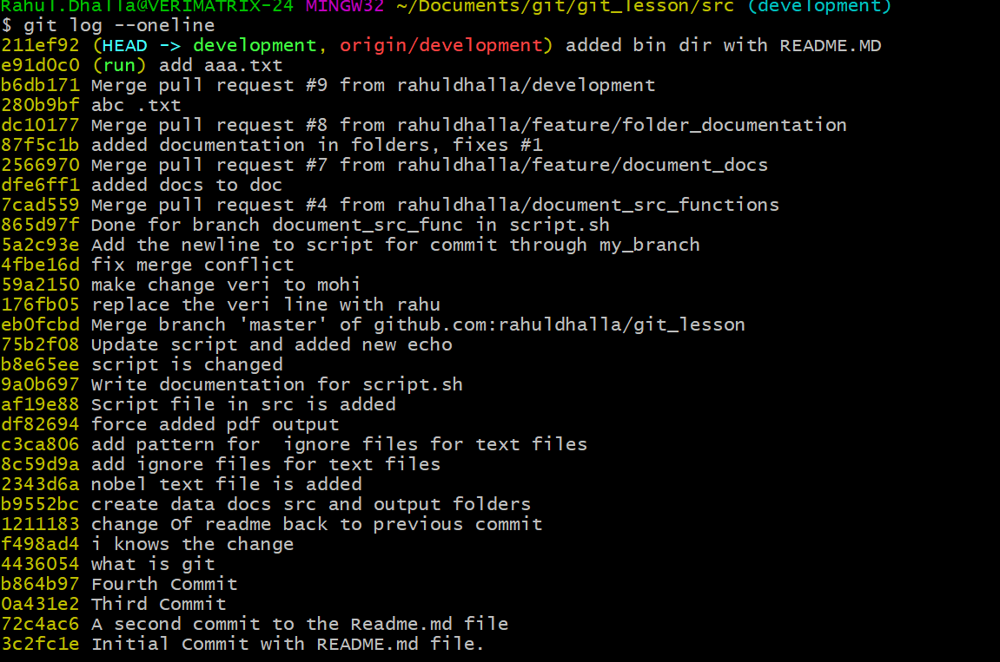 Rahul.Dhalla@VERIMATRIX-24 MINGW32 ~/Documents/git/git_lesson/src (development)
$ git log --oneline
211ef92 (HEAD -> development, origin/development) added bin dir with README.MD
e91d0c0 (run) add aaa.txt
b6db171 Merge pull request #9 from rahuldhalla/development
280b9bf abc .txt
dc10177 Merge pull request #8 from rahuldhalla/feature/folder_documentation
87f5c1b added documentation in folders, fixes #1
2566970 Merge pull request #7 from rahuldhalla/feature/document_docs
dfe6ff1 added docs to doc
7cad559 Merge pull request #4 from rahuldhalla/document_src_functions
865d97f Done for branch document_src_func in script.sh
5a2c93e Add the newline to script for commit through my_branch
4fbe16d fix merge conflict
59a2150 make change veri to mohi
176fb05 replace the veri line with rahu
eb0fcbd Merge branch 'master' of github.com:rahuldhalla/git_lesson
75b2f08 Update script and added new echo
b8e65ee script is changed
9a0b697 Write documentation for script.sh
af19e88 Script file in src is added
df82694 force added pdf output
c3ca806 add pattern for  ignore files for text files
8c59d9a add ignore files for text files
2343d6a nobel text file is added
b9552bc create data docs src and output folders
1211183 change Of readme back to previous commit
f498ad4 i knows the change
4436054 what is git
b864b97 Fourth Commit
0a431e2 Third Commit
72c4ac6 A second commit to the Readme.md file
3c2fc1e Initial Commit with README.md file.